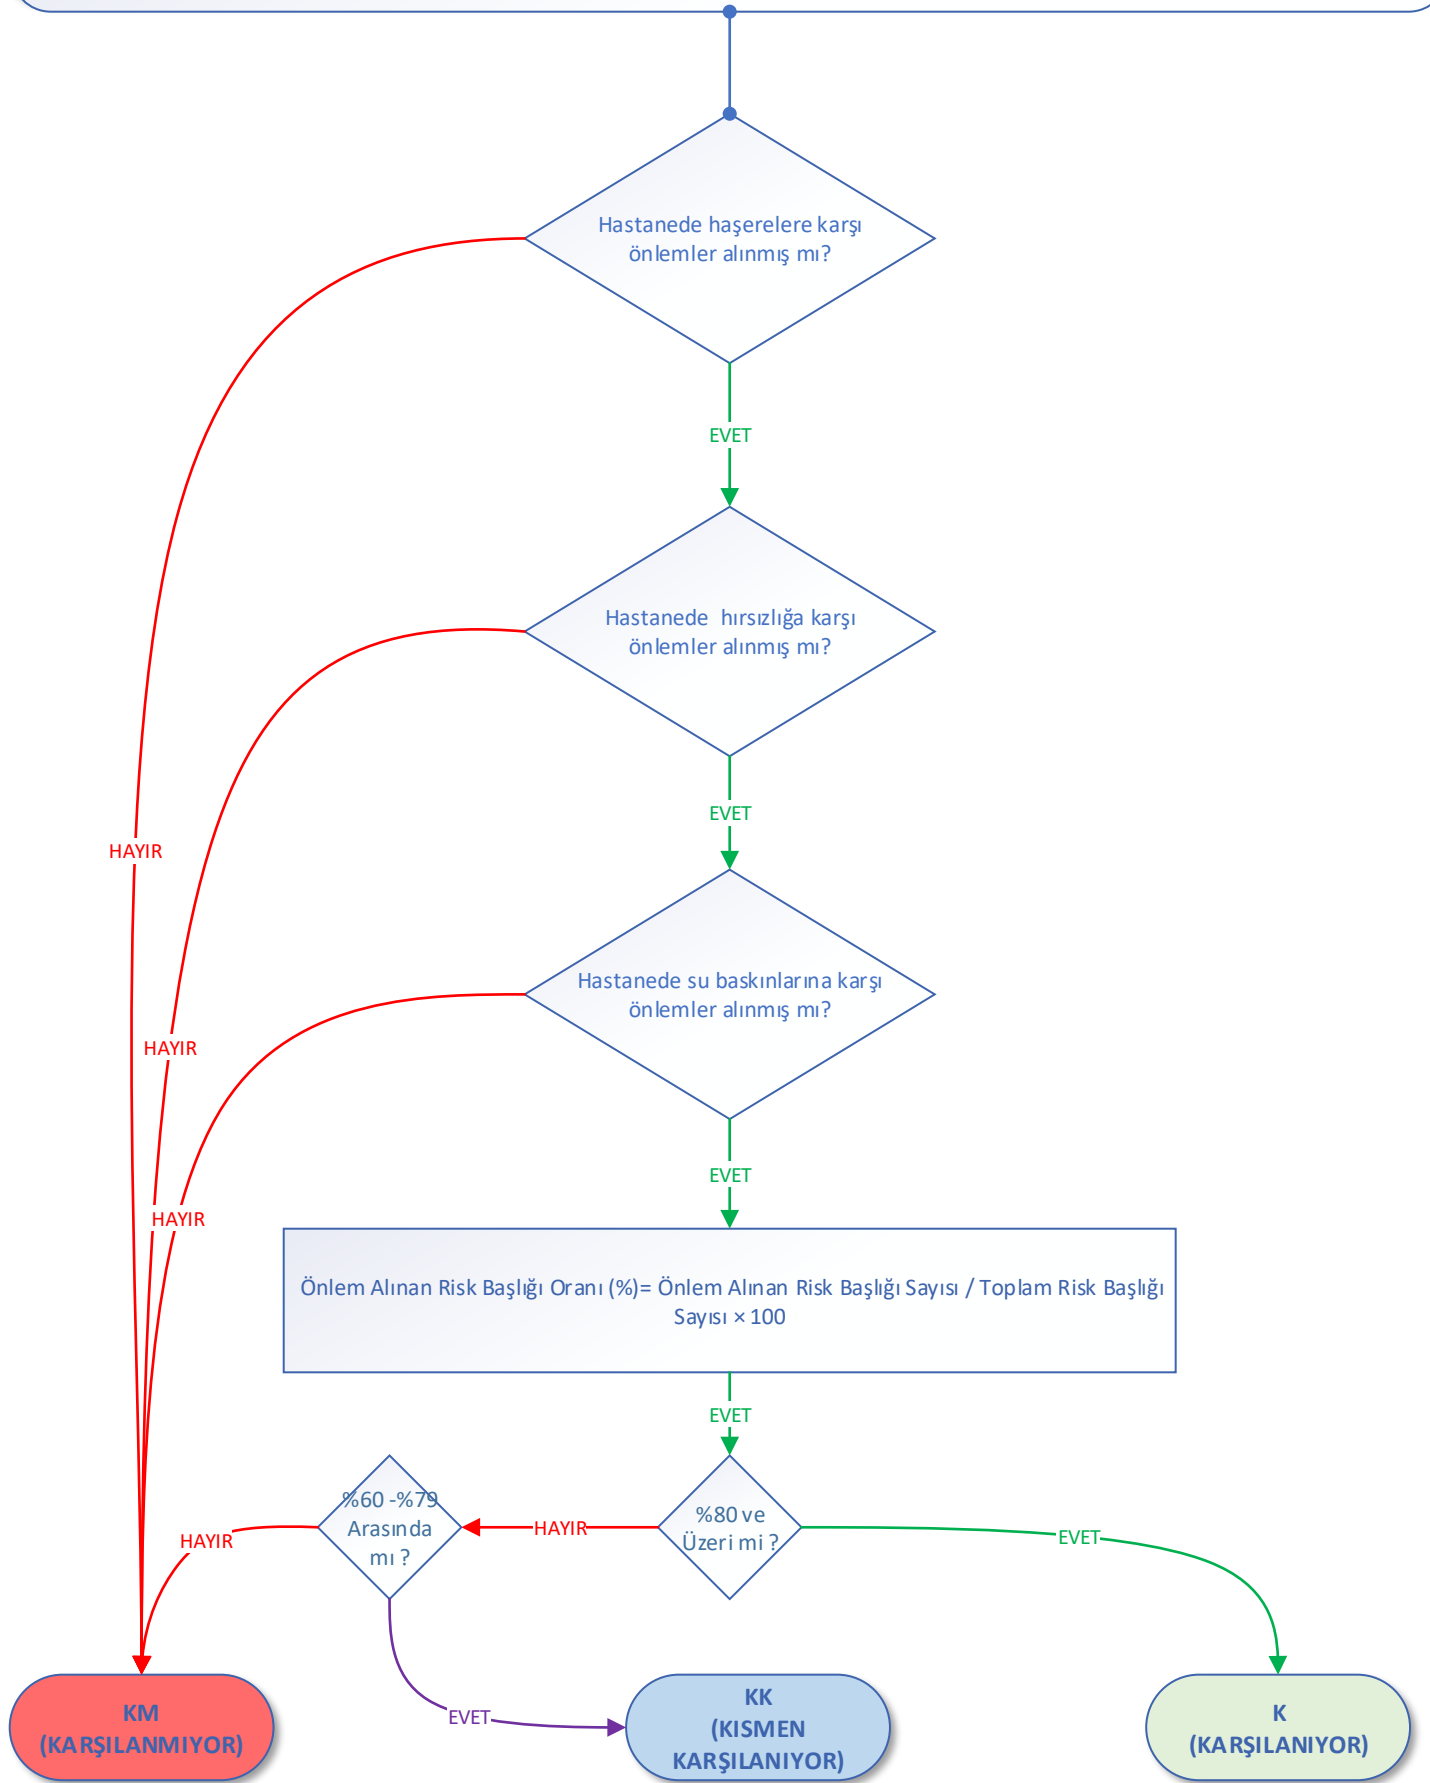 Hastanede haşerelere karşı
önlemler alınmış mı?
EVET
Hastanede hırsızlığa karşı
önlemler alınmış mı?
EVET
HAYIR
Hastanede su baskınlarına karşı
önlemler alınmış mı?
HAYIR
EVET
HAYIR
Önlem Alınan Risk Başlığı Oranı (%)= Önlem Alınan Risk Başlığı Sayısı / Toplam Risk Başlığı
Sayısı × 100
EVET
%60 -%79
Arasında
mı ?
%80 ve
Üzeri mi ?
HAYIR
HAYIR
EVET
EVET
KM
(KARŞILANMIYOR)
KK
(KISMEN
KARŞILANIYOR)
K
(KARŞILANIYOR)